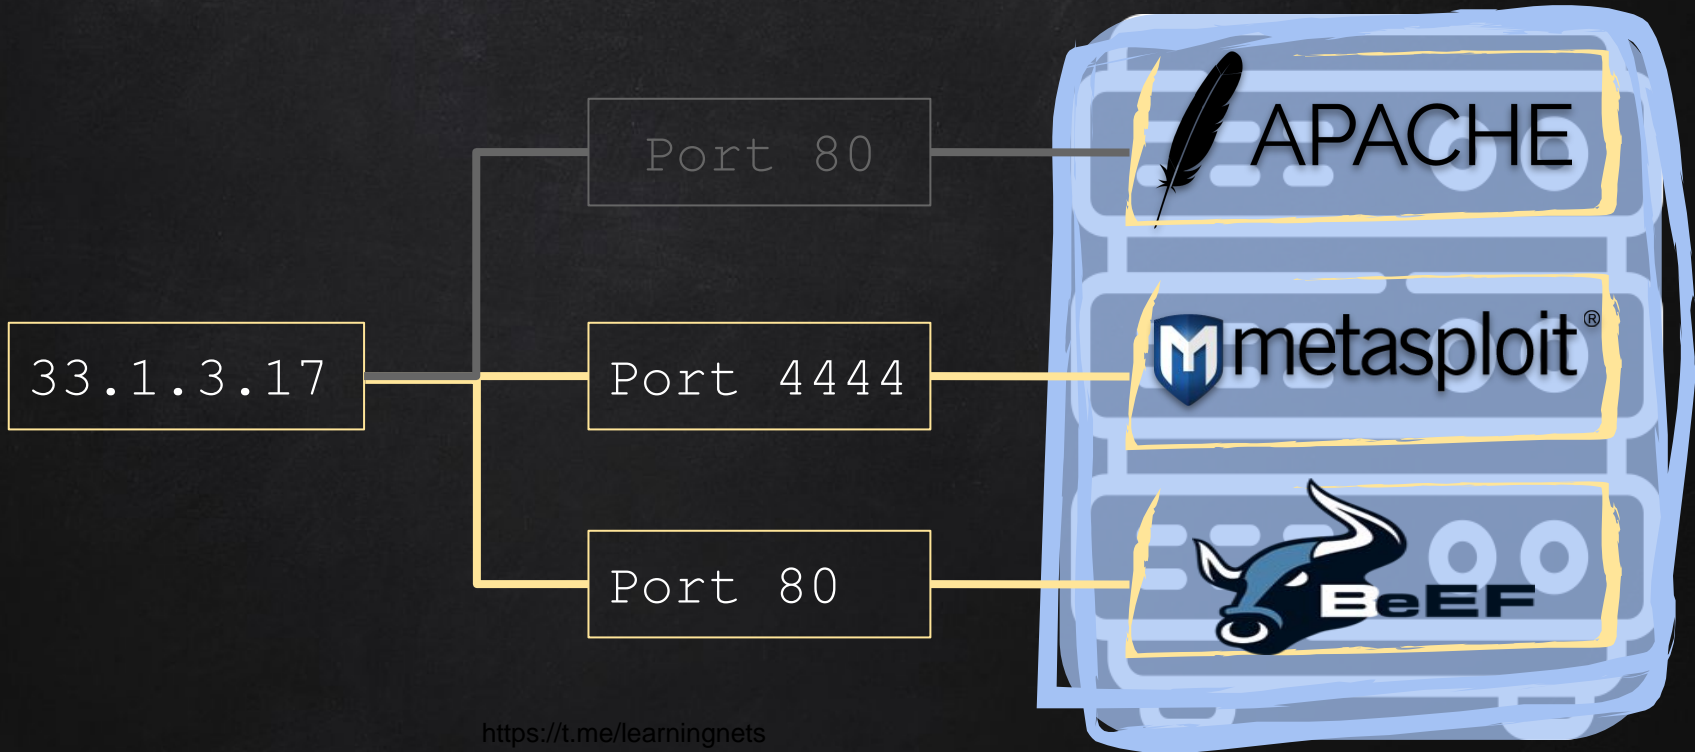 Port 80
APACHE
33.1.3.17
Port 4444
metasploit®
Port 80
BeEF
https://t.me/learningnets